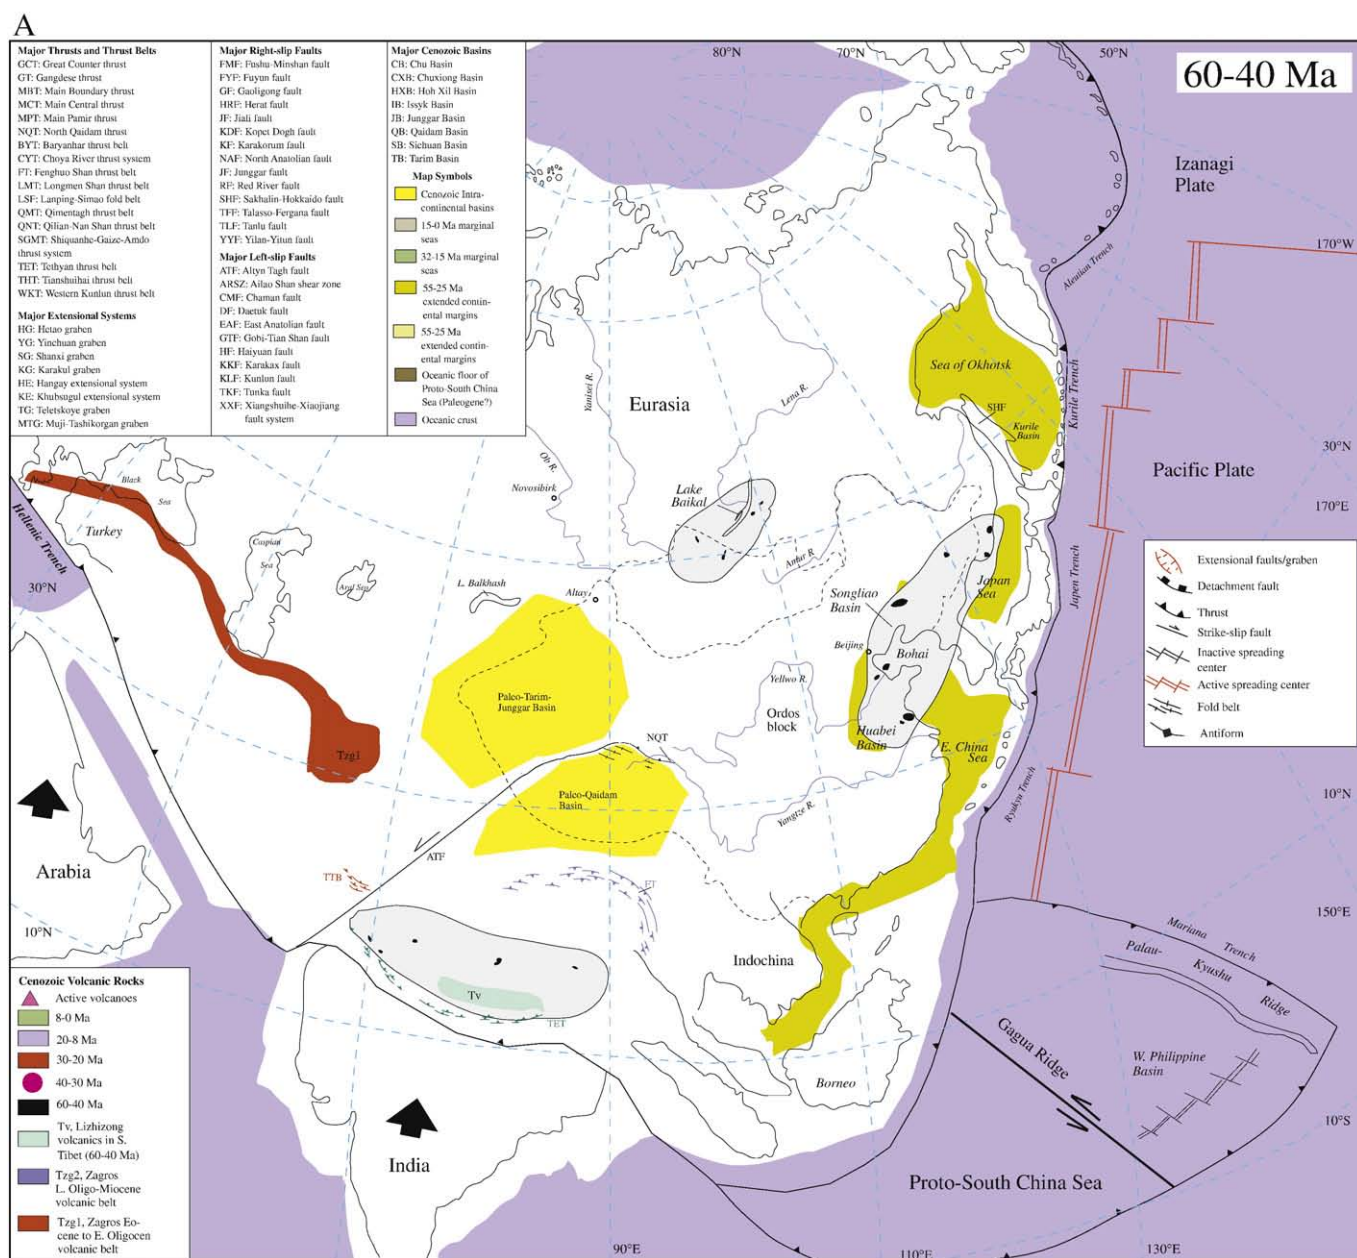 A
60-40 Ma
Major Thrusts and Thrust Belts
GCT: Great Counter thrust
GT: Gangdese thrust
MBT: Main Boundary thrust
MCT: Main Central thrust
MPT: Main Pamir thrust
NQT: North Qaidam thrust
BYT: Baryanhar thrust belt
CYT: Choya River thrust system
FT: Fenghuo Shan thrust belt
LMT: Longmen Shan thrust belt
LSF: Lanping-Simao fold belt
QMT: Qimentagh thrust belt
QNT: Qilian-Nan Shan thrust belt
SGMT: Shiquanhe-Gaize-Amdo
thrust system
TET: Tethyan thrust belt
THT: Tianshuihai thrust belt
WKT: Western Kunlun thrust belt
Major Extensional Systems
HG: Hetao graben
YG: Yinchuan graben
SG: Shanxi graben
KG: Karakul graben
HE: Hangay extensional system
KE: Khubsugul extensional system
TG: Teletskoye graben
MTG: Muji-Tashikorgan graben
Major Right-slip Faults
FMF: Fushu-Minshan fault
FYF: Fuyun fault
GF: Gaoligong fault
HRF: Herat fault
JF: Jiali fault
KDF: Kopet Dogh fault
KF: Karakorum fault
NAF: North Anatolian fault
JF: Junggar fault
RF: Red River fault
SHF: Sakhalin-Hokkaido fault
TFF: Talasso-Fergana fault
TLF: Tanlu fault
YYF: Yilan-Yitun fault
Major Left-slip Faults
ATF: Altyn Tagh fault
ARSZ: Ailao Shan shear zone
CMF: Chaman fault
DF: Daetuk fault
EAF: East Anatolian fault
GTF: Gobi-Tian Shan fault
HF: Haiyuan fault
KKF: Karakax fault
KLF: Kunlun fault
TKF: Tunka fault
XXF: Xiangshuihe-Xiaojiang
fault system
Major Cenozoic Basins
CB: Chu Basin
CXB: Chuxiong Basin
HXB: Hoh Xil Basin
IB: Issyk Basin
JB: Junggar Basin
QB: Qaidam Basin
SB: Sichuan Basin
TB: Tarim Basin
Map Symbols
Cenozoic Intra-
continental basins
15-0 Ma marginal
seas
32-15 Ma marginal
seas
55-25 Ma
extended contin-
ental margins
55-25 Ma
extended contin-
ental margins
Oceanic floor of
Proto-South China
Sea (Paleogene?)
Oceanic crust
80°N
70°N
50°N
Izanagi
Plate
170°W
Aleutian Trench
Sea of Okhotsk
Kurile Trench
SHF
Kurile
Basin
Eurasia
Yanisei R.
Lena R.
Ob R.
Novosibirk
Lake
Baikal
Amur R.
30°N
Pacific Plate
170°E
Black
Sea
Turkey
Hellenic Trench
Caspian
Sea
Aral Sea
30°N
L. Balkhash
Altay
Songliao
Basin
Japan
Sea
Japen Trench
Beijing
Bohai
Yellwo R.
Ordos
block
Huabei
Basin
E. China
Sea
Paleo-Tarim-
Junggar Basin
NQT
Paleo-Qaidam
Basin
Yangtze R.
Ryukyu Trench
Tzg1
ATF
TTB
FT
Arabia
10°N
Extensional faults/graben
Detachment fault
Thrust
Strike-slip fault
Inactive spreading
center
Active spreading center
Fold belt
Antiform
10°N
150°E
Mariana Trench
Palau-
Kyushu
Ridge
Indochina
Tv
TET
Borneo
Gagua Ridge
W. Philippine
Basin
10°S
India
Proto-South China Sea
90°E
110°E
130°E
Cenozoic Volcanic Rocks
Active volcanoes
8-0 Ma
20-8 Ma
30-20 Ma
40-30 Ma
60-40 Ma
Tv, Lizhizong
volcanics in S.
Tibet (60-40 Ma)
Tzg2, Zagros
L. Oligo-Miocene
volcanic belt
Tzg1, Zagros Eo-
cene to E. Oligocen
volcanic belt